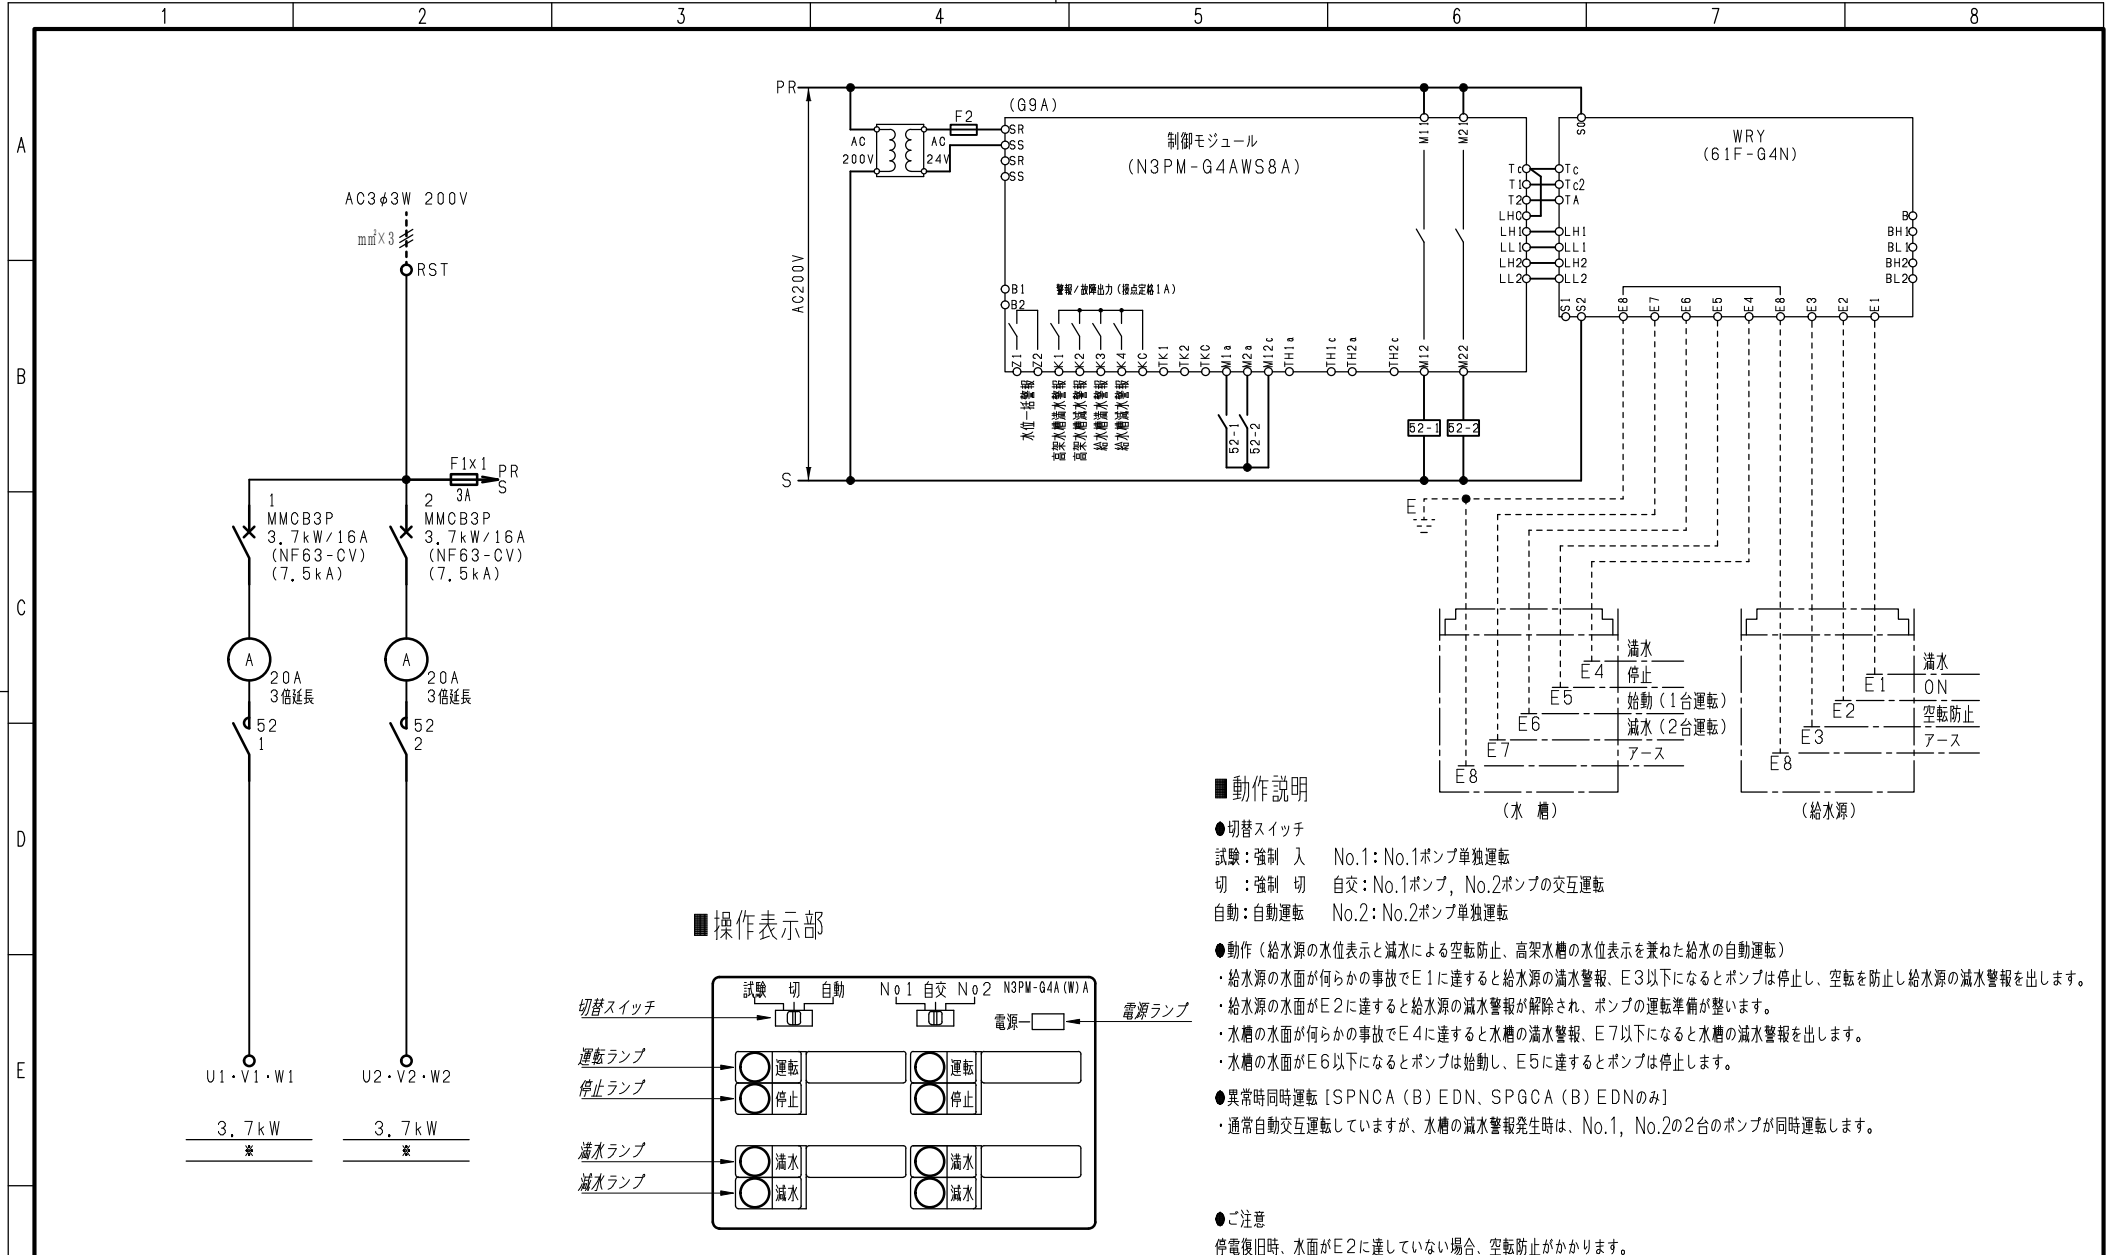 1 2 3 4 5 6 7 8
A
B
C
D
E
AC3φ3W 200V
mm²×3
RST
F1×1
PR
S
3A
1
MMCB3P
3.7kW/16A
(NF63-CV)
(7.5kA)
2
MMCB3P
3.7kW/16A
(NF63-CV)
(7.5kA)
A
20A
3倍延長
A
20A
3倍延長
52
1
52
2
U1・V1・W1
U2・V2・W2
3.7kW
※
3.7kW
※
PR
AC200V
S
AC
200V
AC
24V
F2
(G9A)
SR
SS
SR
SS
制御モジュール
(N3PM-G4AWS8A)
M11
M21
B1
B2
警報/故障出力(接点定格1A)
Z1 Z2 K1 K2 K3 K4 KC TK1 TK2 TKC M1a M2a M12c TH1a TH1c TH2a TH2c M12 M22
水位一括警報
高架水槽満水警報
高架水槽減水警報
給水槽満水警報
給水槽減水警報
52-1
52-2
52-1
52-2
Tc
T1
T2
LHC
LH1
LL1
LH2
LL2
S0
WRY
(61F-G4N)
Tc
Tc2
TA
LH1
LL1
LH2
LL2
B
BH1
BL1
BH2
BL2
S1 S2 E8 E7 E6 E5 E4 E8 E3 E2 E1
E
満水
E4
停止
E5
始動(1台運転)
E6
減水(2台運転)
E7
アース
E8
(水 槽)
満水
E1
ON
E2
空転防止
E3
アース
E8
(給水源)
■動作説明
●切替スイッチ
試験:強制 入 No.1:No.1ポンプ単独運転
切 :強制 切 自交:No.1ポンプ, No.2ポンプの交互運転
自動:自動運転 No.2:No.2ポンプ単独運転
●動作(給水源の水位表示と減水による空転防止、高架水槽の水位表示を兼ねた給水の自動運転)
・給水源の水面が何らかの事故でE1に達すると給水源の満水警報、E3以下になるとポンプは停止し、空転を防止し給水源の減水警報を出します。
・給水源の水面がE2に達すると給水源の減水警報が解除され、ポンプの運転準備が整います。
・水槽の水面が何らかの事故でE4に達すると水槽の満水警報、E7以下になると水槽の減水警報を出します。
・水槽の水面がE6以下になるとポンプは始動し、E5に達するとポンプは停止します。
●異常時同時運転[SPNCA(B)EDN、SPGCA(B)EDNのみ]
・通常自動交互運転していますが、水槽の減水警報発生時は、No.1, No.2の2台のポンプが同時運転します。
●ご注意
停電復旧時、水面がE2に達していない場合、空転防止がかかります。
■操作表示部
試験 切 自動 No1 自交 No2 N3PM-G4A(W)A
切替スイッチ
電源
電源ランプ
運転ランプ
運転
運転
停止ランプ
停止
停止
満水ランプ
満水
満水
減水ランプ
減水
減水